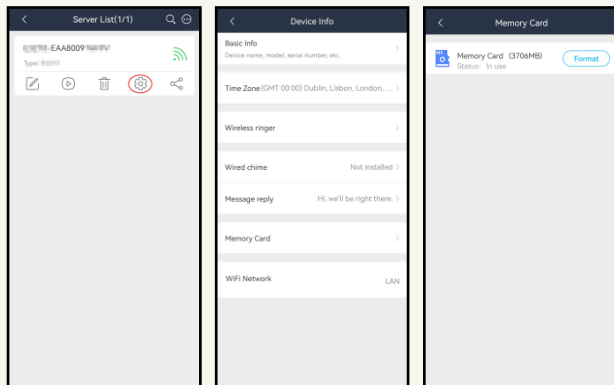 Server List(1/1)
-EAA8009
Type:
Device Info
Basic Info
Device name, model, serial number, etc.
Time Zone(GMT 00:00) Dublin, Lisbon, London, ...
Wireless ringer
Wired chime Not installed
Message reply Hi, we'll be right there.
Memory Card
WiFi Network LAN
Memory Card
Memory Card (3706MB) Format
Status: In use